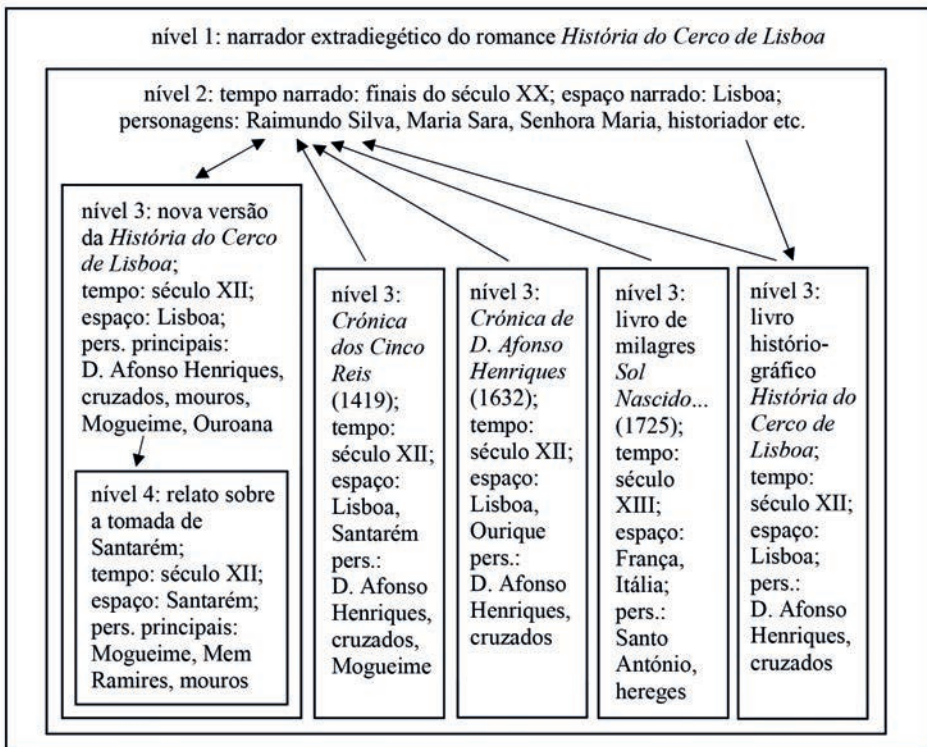 nível 1: narrador extradiegético do romance História do Cerco de Lisboa
nível 2: tempo narrado: finais do século XX; espaço narrado: Lisboa;
personagens: Raimundo Silva, Maria Sara, Senhora Maria, historiador etc.
nível 3: nova versão
da História do Cerco
de Lisboa;
tempo: século XII;
espaço: Lisboa;
pers. principais:
D. Afonso Henriques,
cruzados, mouros,
Mogueime, Ouroana
nível 4: relato sobre
a tomada de
Santarém;
tempo: século XII;
espaço: Santarém;
pers. principais:
Mogueime, Mem
Ramires, mouros
nível 3:
Crónica
dos Cinco
Reis
(1419);
tempo:
século XII;
espaço:
Lisboa,
Santarém
pers.:
D. Afonso
Henriques,
cruzados,
Mogueime
nível 3:
Crónica de
D. Afonso
Henriques
(1632);
tempo:
século XII;
espaço:
Lisboa,
Ourique
pers.:
D. Afonso
Henriques,
cruzados
nível 3:
livro de
milagres
Sol
Nascido...
(1725);
tempo:
século
XIII;
espaço:
França,
Itália;
pers.:
Santo
António,
hereges
nível 3:
livro
histório-
gráfico
História do
Cerco de
Lisboa;
tempo:
século XII;
espaço:
Lisboa;
pers.:
D. Afonso
Henriques,
cruzados